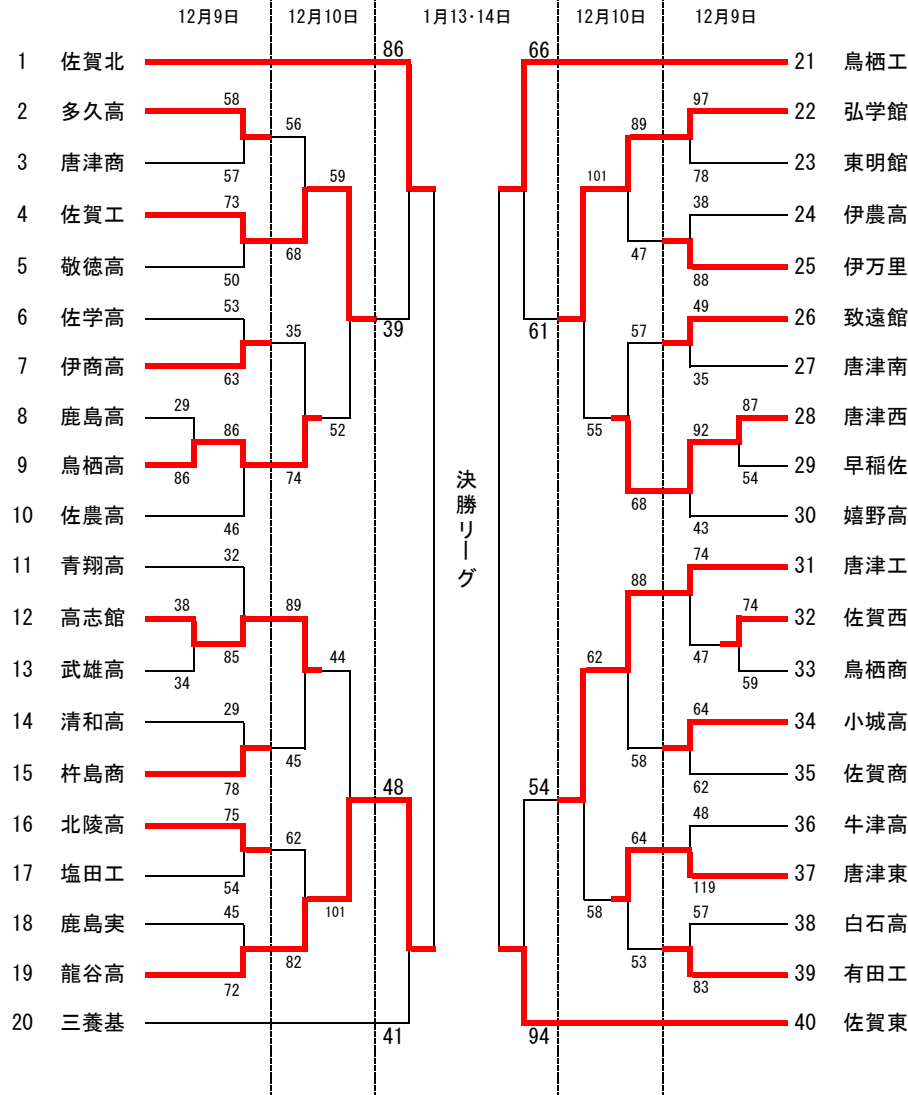 12月9日 12月10日 1月13・14日 12月10日 12月9日
86 66
1 佐賀北 21 鳥栖工
58 97
2 多久高 56 89 22 弘学館
3 唐津商 23 東明館
57 59 101 78
73 38
4 佐賀工 24 伊農高
68 47
5 敬徳高 25 伊万里
50 88
53 49
6 佐学高 35 39 61 57 26 致遠館
7 伊商高 27 唐津南
63 35
29 87
8 鹿島高 28 唐津西
86 52 55 92
9 鳥栖高 29 早稲佐
86 74 54
68
10 佐農高 30 嬉野高
46 43
決勝リーグ
32 74
11 青翔高 31 唐津工
88
38 89 74
12 高志館 32 佐賀西
85 44 62 47
13 武雄高 33 鳥栖商
34 59
29 64
14 清和高 34 小城高
45 58
15 杵島商 35 佐賀商
78 62
48 54
75 48
16 北陵高 62 64 36 牛津高
17 塩田工 37 唐津東
54 119
45 101 58 57
18 鹿島実 38 白石高
82 53
19 龍谷高 39 有田工
72 83
20 三養基 40 佐賀東
41 94